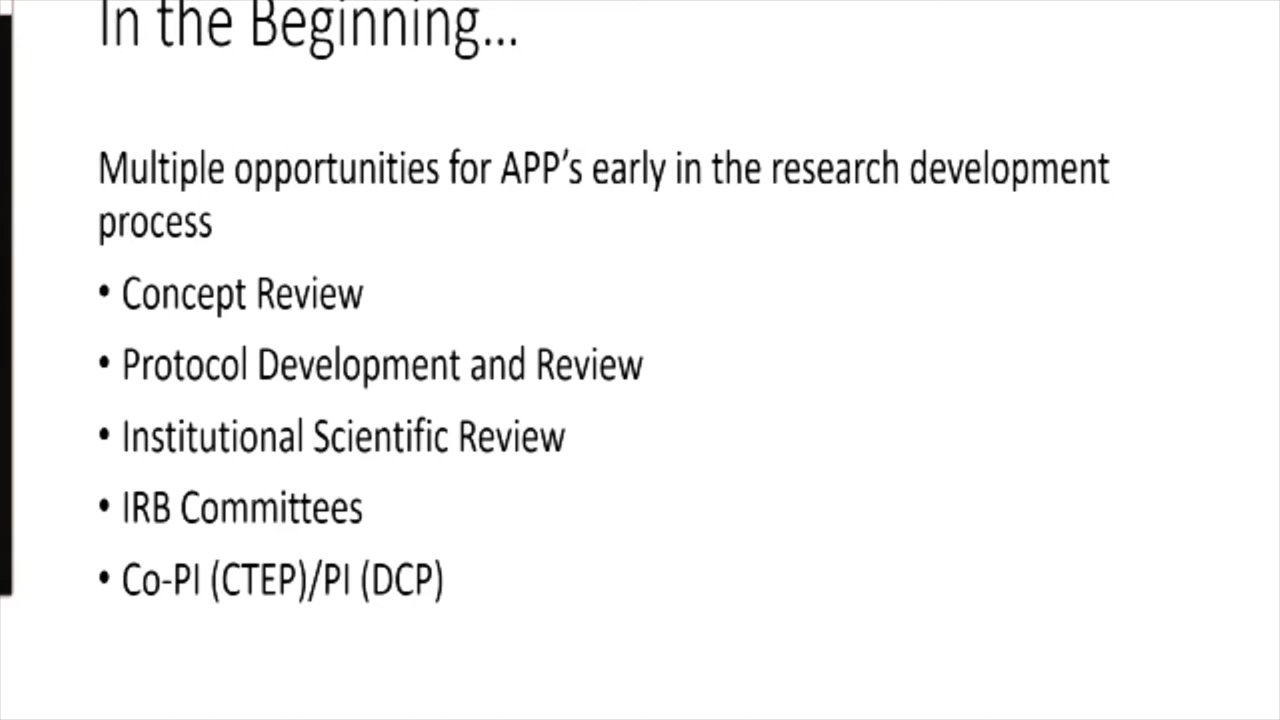 In the Beginning...
Multiple opportunities for APP’s early in the research development
process
• Concept Review
• Protocol Development and Review
• Institutional Scientific Review
• IRB Committees
• Co-PI (CTEP)/PI (DCP)